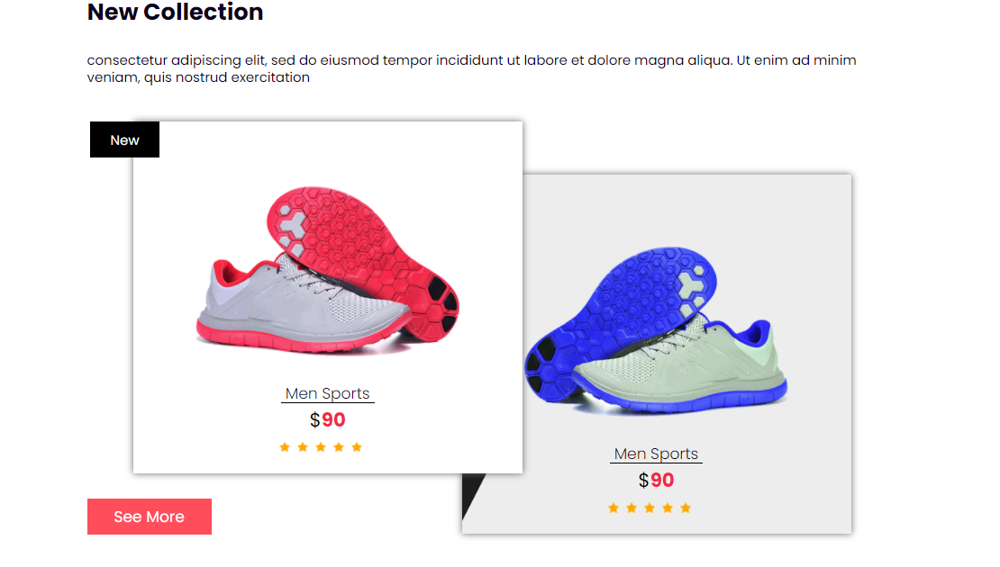 New Collection
consectetur adipiscing elit, sed do eiusmod tempor incididunt ut labore et dolore magna aliqua. Ut enim ad minim
veniam, quis nostrud exercitation
New
Men Sports
$90
Men Sports
$90
See More